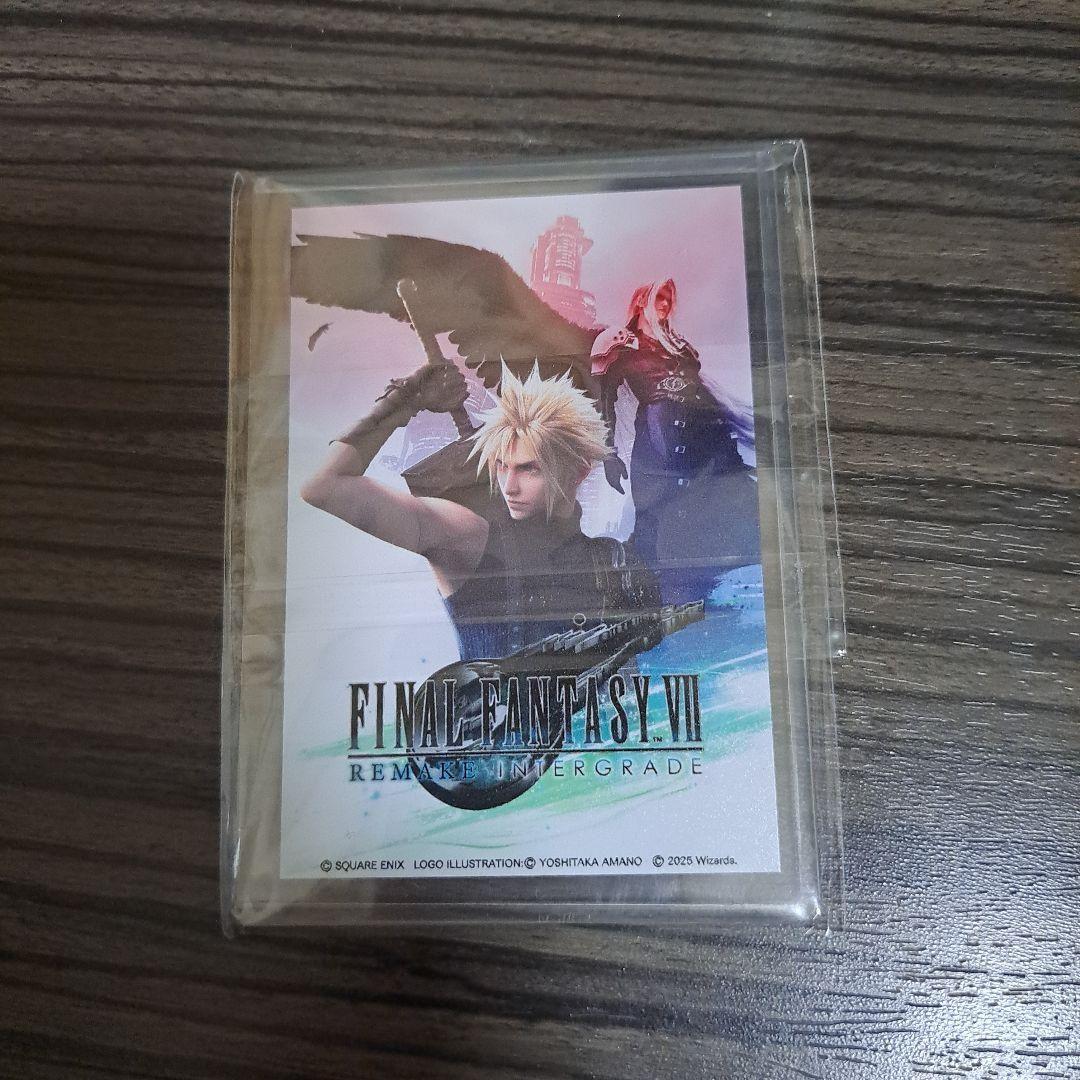 FINAL FANTASY VII
REMAKE INTERGRADE
© SQUARE ENIX LOGO ILLUSTRATION:© YOSHITAKA AMANO © 2025 Wizards.